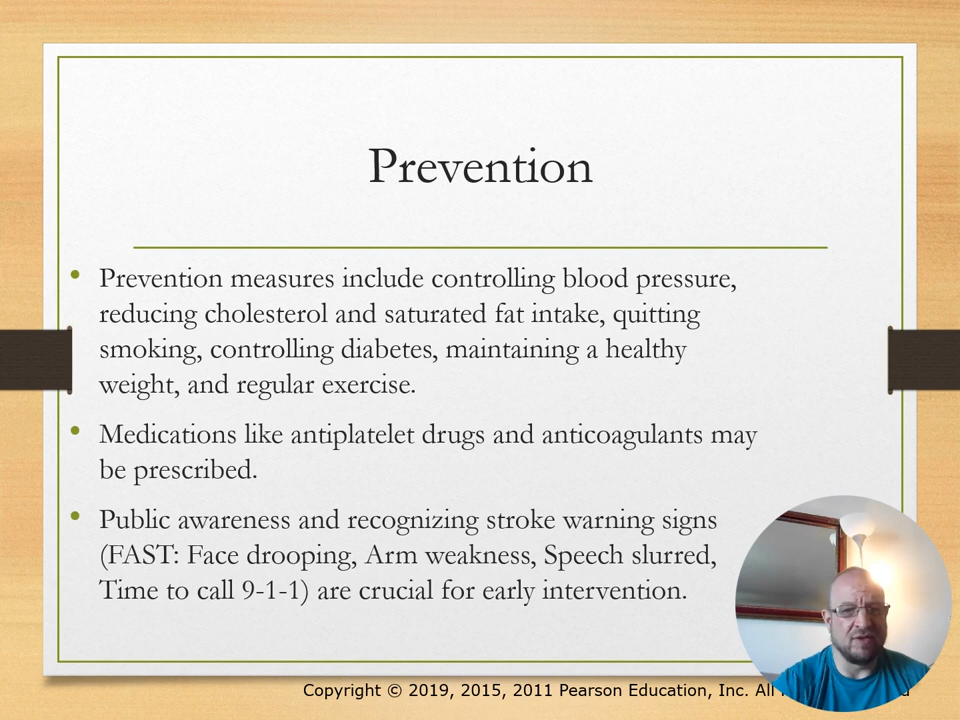 Prevention
• Prevention measures include controlling blood pressure,
reducing cholesterol and saturated fat intake, quitting
smoking, controlling diabetes, maintaining a healthy
weight, and regular exercise.
• Medications like antiplatelet drugs and anticoagulants may
be prescribed.
• Public awareness and recognizing stroke warning signs
(FAST: Face drooping, Arm weakness, Speech slurred,
Time to call 9-1-1) are crucial for early intervention.
Copyright © 2019, 2015, 2011 Pearson Education, Inc. All